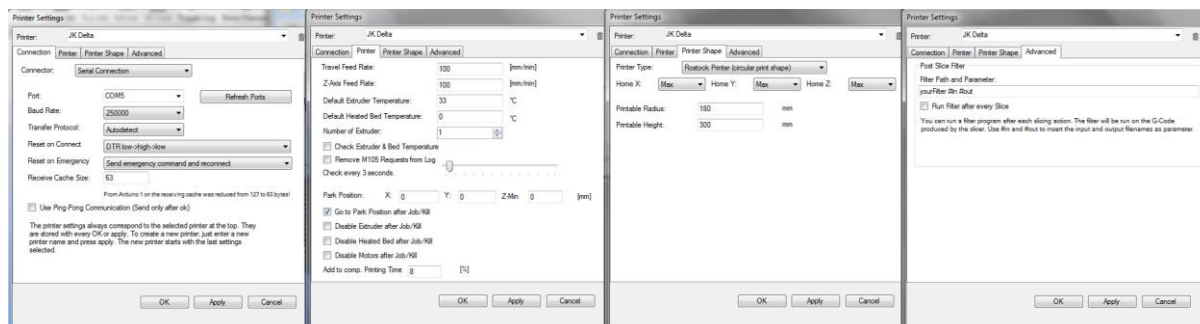 Printer Settings
Printer: JK Delta
Connection Printer Printer Shape Advanced
Connector: Serial Connection
Port: COM5 Refresh Ports
Baud Rate: 250000
Transfer Protocol: Autodetect
Reset on Connect DTR low->high->low
Reset on Emergency Send emergency command and reconnect
Receive Cache Size: 63
From Arduino 1 on the receiving cache was reduced from 127 to 63 bytes!
Use Ping-Pong Communication (Send only after ok)
The printer settings always correspond to the selected printer at the top. They
are stored with every OK or apply. To create a new printer, just enter a new
printer name and press apply. The new printer starts with the last settings
selected.
OK Apply Cancel
Printer Settings
Printer: JK Delta
Connection Printer Printer Shape Advanced
Travel Feed Rate: 100 [mm/min]
Z-Axis Feed Rate: 100 [mm/min]
Default Extruder Temperature: 33 °C
Default Heated Bed Temperature: 0 °C
Number of Extruder: 1
Check Extruder & Bed Temperature
Remove M105 Requests from Log
Check every 3 seconds.
Park Position: X: 0 Y: 0 Z-Min 0 [mm]
Go to Park Position after Job/Kill
Disable Extruder after Job/Kill
Disable Heated Bed after Job/Kill
Disable Motors after Job/Kill
Add to comp. Printing Time 8 [%]
OK Apply Cancel
Printer Settings
Printer: JK Delta
Connection Printer Printer Shape Advanced
Printer Type: Rostock Printer (circular print shape)
Home X: Max Home Y: Max Home Z: Max
Printable Radius: 180 mm
Printable Height: 300 mm
OK Apply Cancel
Printer Settings
Printer: JK Delta
Connection Printer Printer Shape Advanced
Post Slice Filter
Filter Path and Parameter:
yourFilter #in #out
Run Filter after every Slice
You can run a filter program after each slicing action. The filter will be run on the G-Code
produced by the slicer. Use #in and #out to insert the input and output filenames as parameter.
OK Apply Cancel